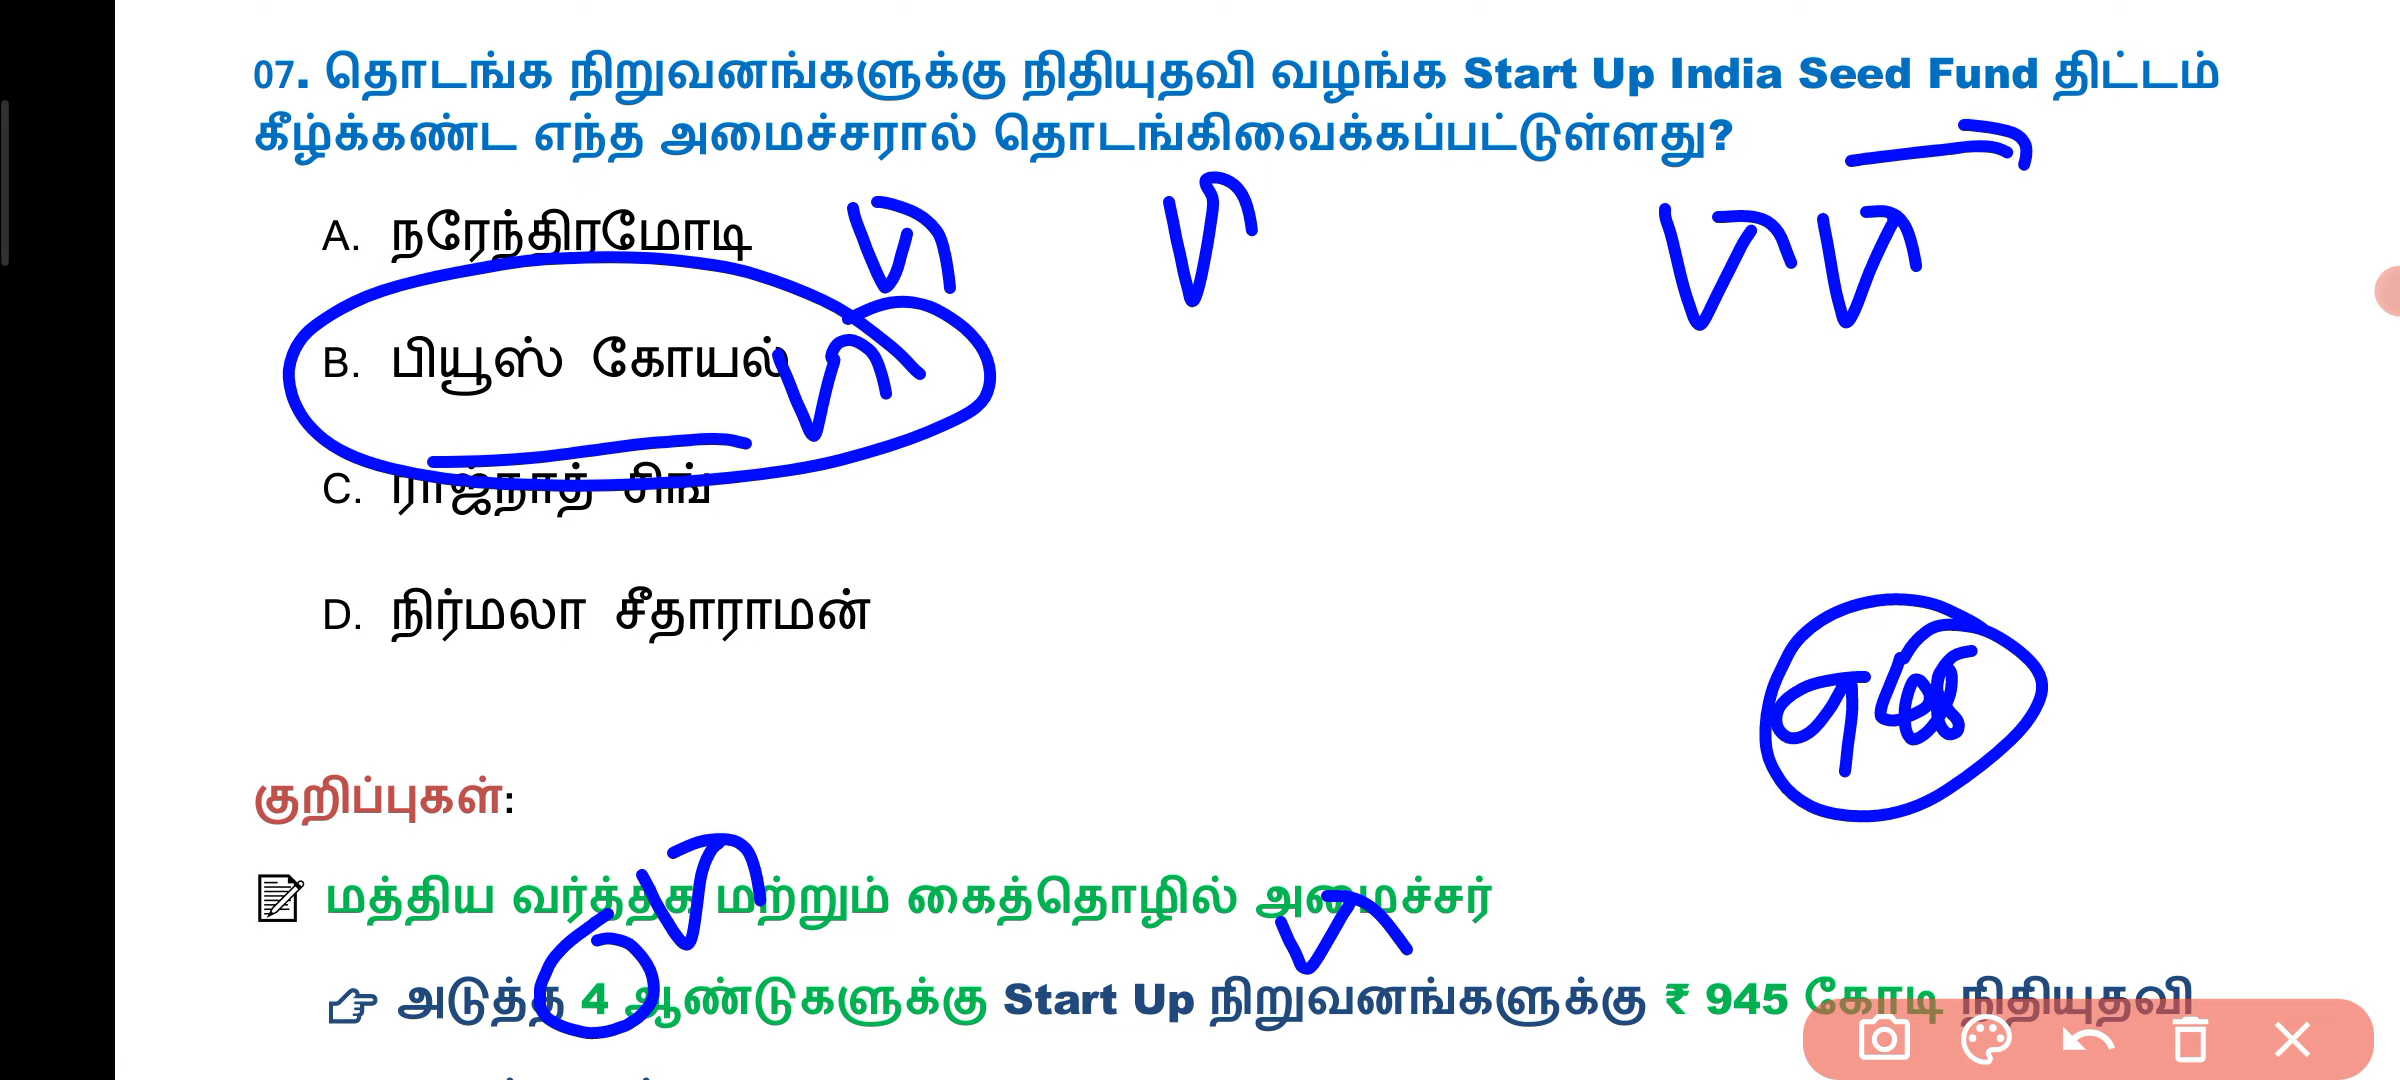 07. தொடங்க நிறுவனங்களுக்கு நிதியுதவி வழங்க Start Up India Seed Fund திட்டம்
கீழ்க்கண்ட எந்த அமைச்சரால் தொடங்கிவைக்கப்பட்டுள்ளது?
A. நரேந்திரமோடி
B. பியூஸ் கோயல்
C. ராஜ்நாத் சிங்
D. நிர்மலா சீதாராமன்
குறிப்புகள்:
மத்திய வர்த்தக மற்றும் கைத்தொழில் அமைச்சர்
அடுத்த 4 ஆண்டுகளுக்கு Start Up நிறுவனங்களுக்கு ₹ 945 கோடி நிதியுதவி